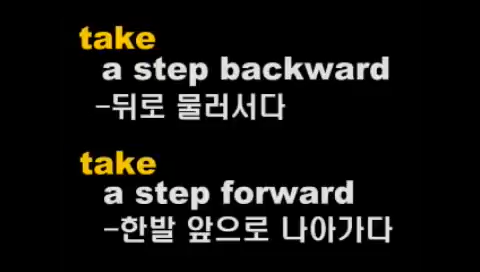 take
a step backward
-뒤로 물러서다
take
a step forward
-한발 앞으로 나아가다